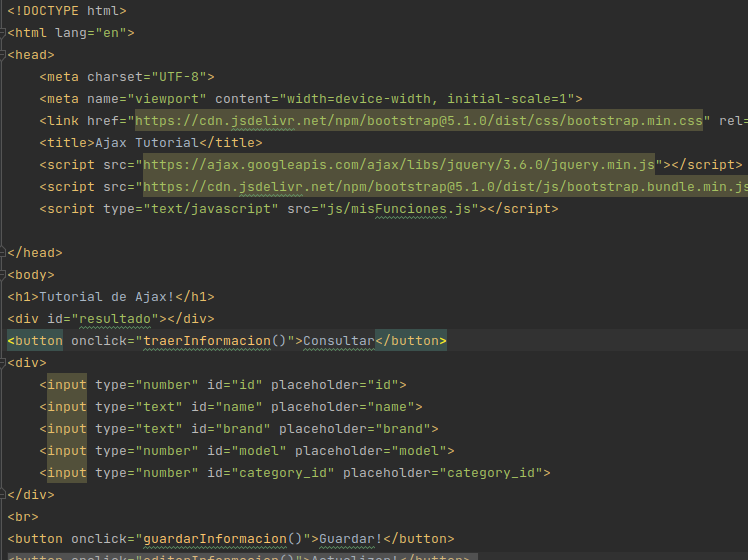 <!DOCTYPE html>
<html lang="en">
<head>
    <meta charset="UTF-8">
    <meta name="viewport" content="width=device-width, initial-scale=1">
    <link href="https://cdn.jsdelivr.net/npm/bootstrap@5.1.0/dist/css/bootstrap.min.css" rel=
    <title>Ajax Tutorial</title>
    <script src="https://ajax.googleapis.com/ajax/libs/jquery/3.6.0/jquery.min.js"></script>
    <script src="https://cdn.jsdelivr.net/npm/bootstrap@5.1.0/dist/js/bootstrap.bundle.min.js
    <script type="text/javascript" src="js/misFunciones.js"></script>
</head>
<body>
<h1>Tutorial de Ajax!</h1>
<div id="resultado"></div>
<button onclick="traerInformacion()">Consultar</button>
<div>
    <input type="number" id="id" placeholder="id">
    <input type="text" id="name" placeholder="name">
    <input type="text" id="brand" placeholder="brand">
    <input type="number" id="model" placeholder="model">
    <input type="number" id="category_id" placeholder="category_id">
</div>
<br>
<button onclick="guardarInformacion()">Guardar!</button>
<button onclick="editarInformacion()">Actualizar!</button>